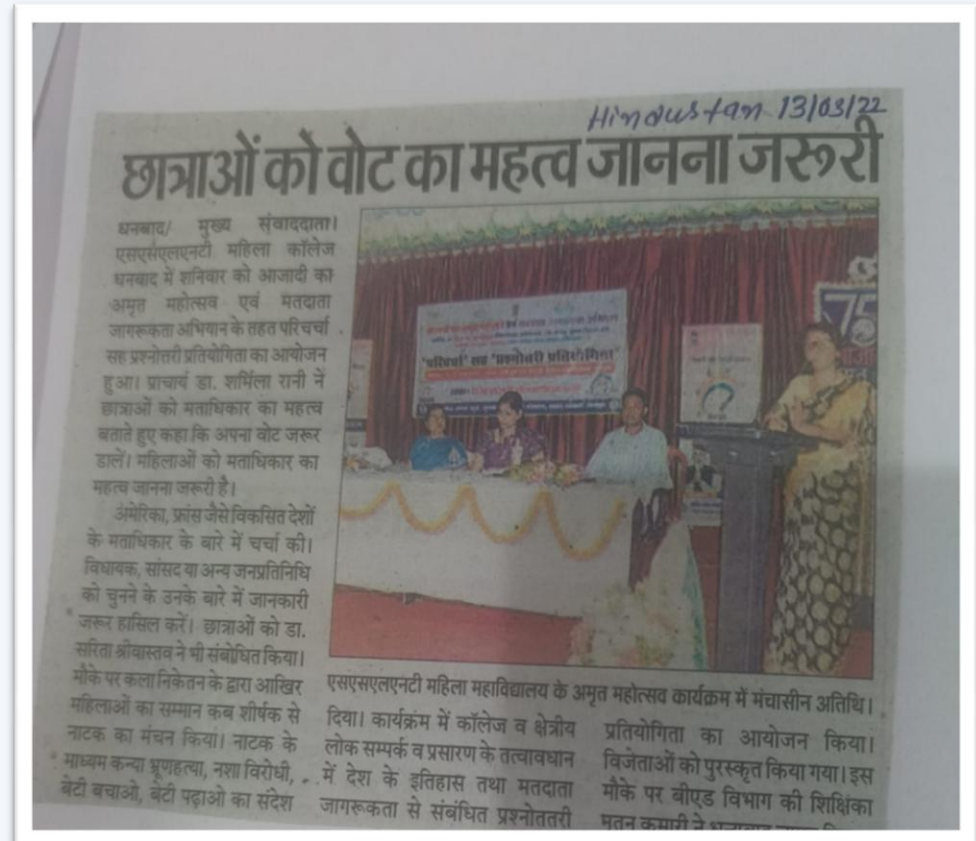 Hindustan 13/03/22
छात्राओं को वोट का महत्व जानना जरूरी
धनबाद/ मुख्य संवाददाता।
एसएसएलएनटी महिला कॉलेज
धनबाद में शनिवार को आजादी का
अमृत महोत्सव एवं मतदाता
जागरूकता अभियान के तहत परिचर्चा
सह प्रश्नोत्तरी प्रतियोगिता का आयोजन
हुआ। प्राचार्य डा. शर्मिला रानी नें
छात्राओं को मताधिकार का महत्व
बताते हुए कहा कि अपना वोट जरूर
डालें। महिलाओं को मताधिकार का
महत्व जानना जरूरी है।
अमेरिका, फ्रांस जैसे विकसित देशों
के मताधिकार के बारे में चर्चा की।
विधायक, सांसद या अन्य जनप्रतिनिधि
को चुनने के उनके बारे में जानकारी
जरूर हासिल करें। छात्राओं को डा.
सरिता श्रीवास्तव ने भी संबोधित किया।
मौके पर कला निकेतन के द्वारा आखिर
महिलाओं का सम्मान कब शीर्षक से
नाटक का मंचन किया। नाटक के
माध्यम कन्या भ्रूणहत्या, नशा विरोधी,
बेटी बचाओ, बेटी पढ़ाओ का संदेश
"परिचर्चा" सह "प्रश्नोत्तरी प्रतियोगिता"
75
एसएसएलएनटी महिला महाविद्यालय के अमृत महोत्सव कार्यक्रम में मंचासीन अतिथि।
दिया। कार्यक्रंम में कॉलेज व क्षेत्रीय
लोक सम्पर्क व प्रसारण के तत्वावधान
में देश के इतिहास तथा मतदाता
जागरूकता से संबंधित प्रश्नोततरी
प्रतियोगिता का आयोजन किया।
विजेताओं को पुरस्कृत किया गया। इस
मौके पर बीएड विभाग की शिक्षिका